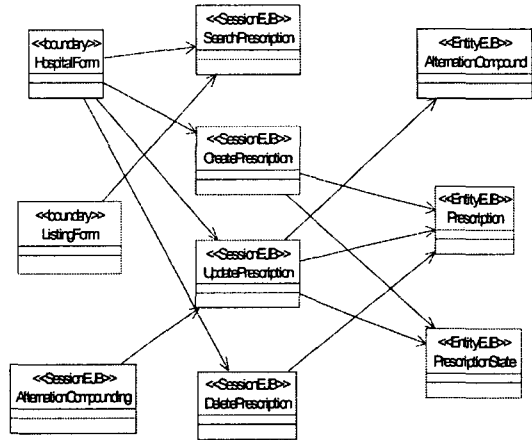 <<boundary>>
HospitalForm
<<SessionEJB>>
SearchPrescription
<<EntityEJB>>
AlternationCompound
<<SessionEJB>>
CreatePrescription
<<boundary>>
ListingForm
<<EntityEJB>>
Prescription
<<SessionEJB>>
UpdatePrescription
<<EntityEJB>>
PrescriptionState
<<SessionEJB>>
AlternationCompounding
<<SessionEJB>>
DeletePrescription